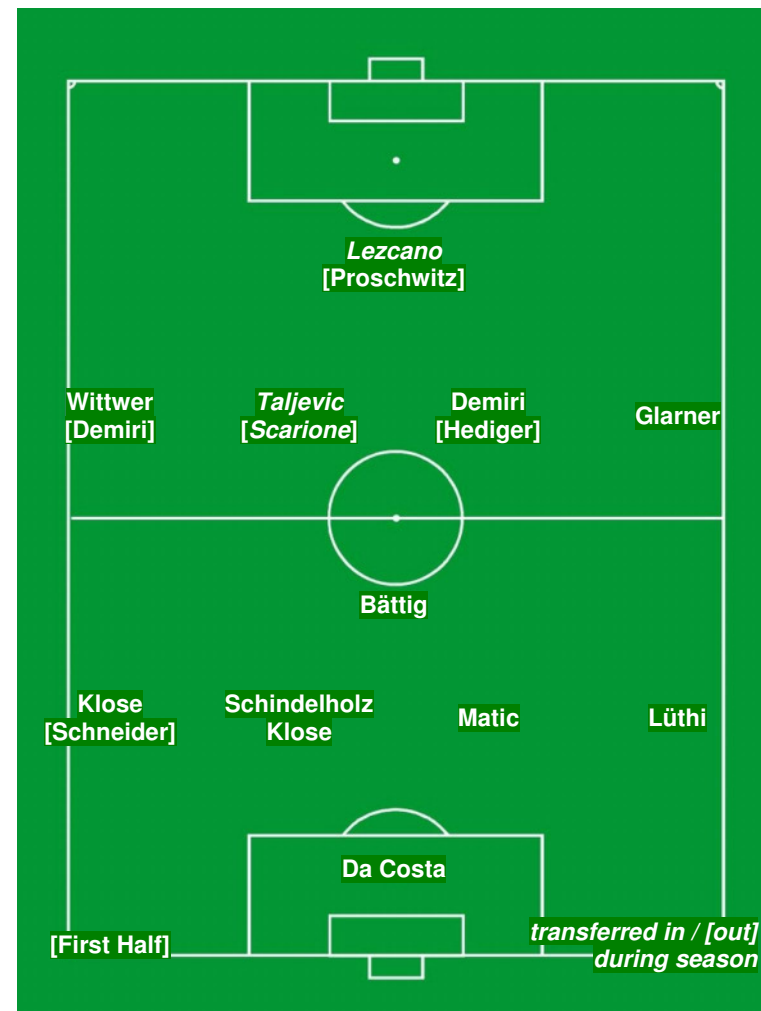 Lezcano
[Proschwitz]
Wittwer
[Demiri]
Taljevic
[Scarione]
Demiri
[Hediger]
Glarner
Bättig
Klose
[Schneider]
Schindelholz
Klose
Matic
Lüthi
Da Costa
[First Half]
transferred in / [out]
during season